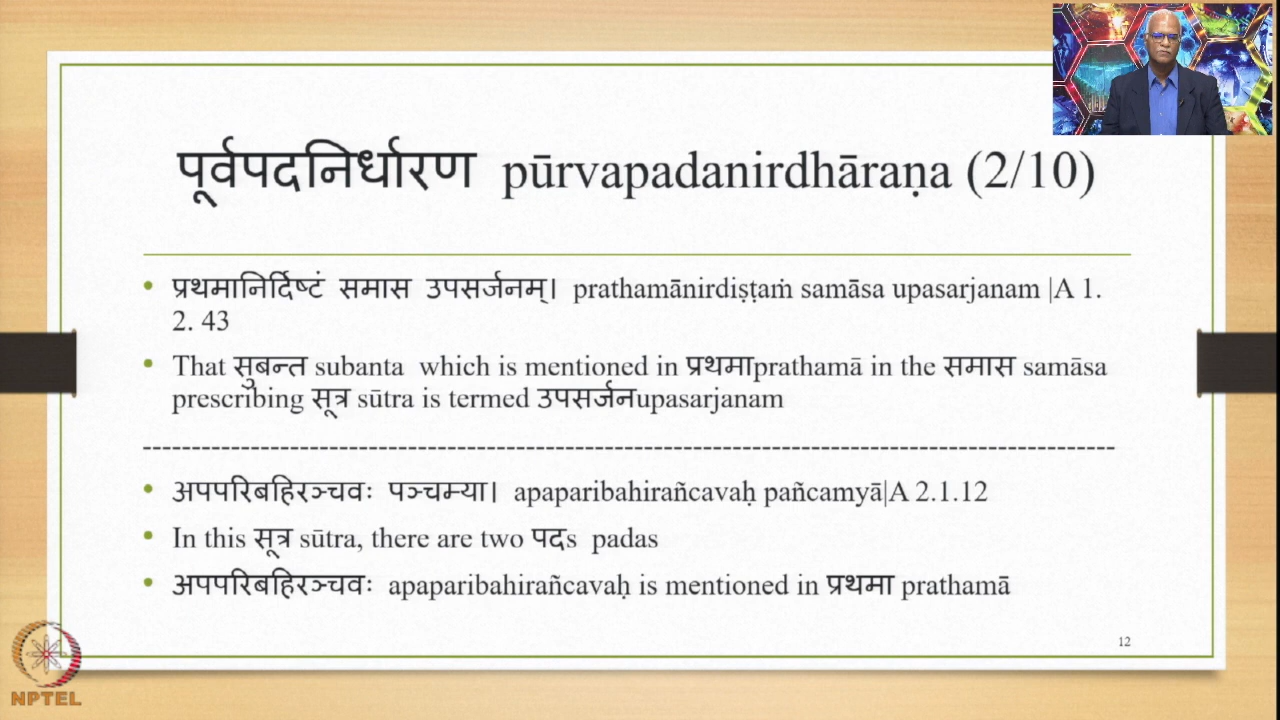 पूर्वपदनिर्धारण pūrvapadanirdhāraṇa (2/10)
• प्रथमानिर्दिष्टं समास उपसर्जनम्। prathamānirdiṣṭaṁ samāsa upasarjanam |A 1.
2. 43
• That सुबन्त subanta which is mentioned in प्रथमाprathamā in the समास samāsa
prescribing सूत्र sūtra is termed उपसर्जनupasarjanam
----------------------------------------------------------------------------------------------------
• अपपरिबहिरञ्चवः पञ्चम्या। apaparibahirañcavaḥ pañcamyā|A 2.1.12
• In this सूत्र sūtra, there are two पदs padas
• अपपरिबहिरञ्चवः apaparibahirañcavaḥ is mentioned in प्रथमा prathamā
12
NPTEL